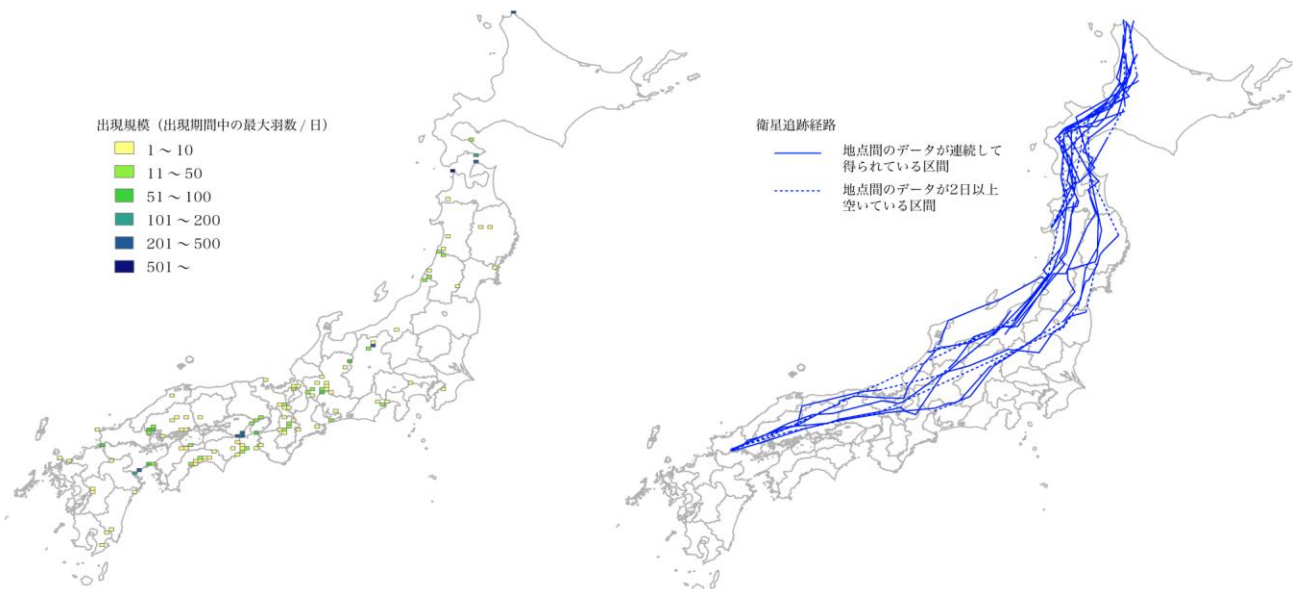 出現規模（出現期間中の最大羽数 / 日）
1 ～ 10
11 ～ 50
51 ～ 100
101 ～ 200
201 ～ 500
501 ～
衛星追跡経路
地点間のデータが連続して
得られている区間
地点間のデータが2日以上
空いている区間